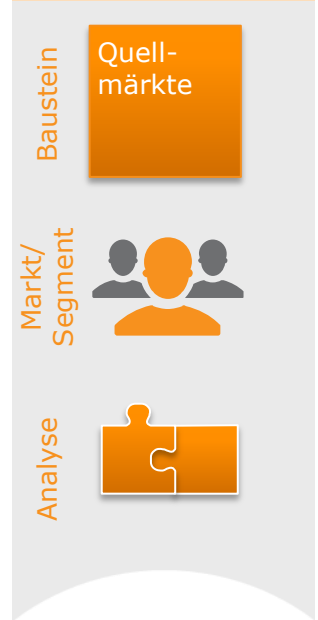 Baustein
Quell-
märkte
Markt/
Segment
Analyse